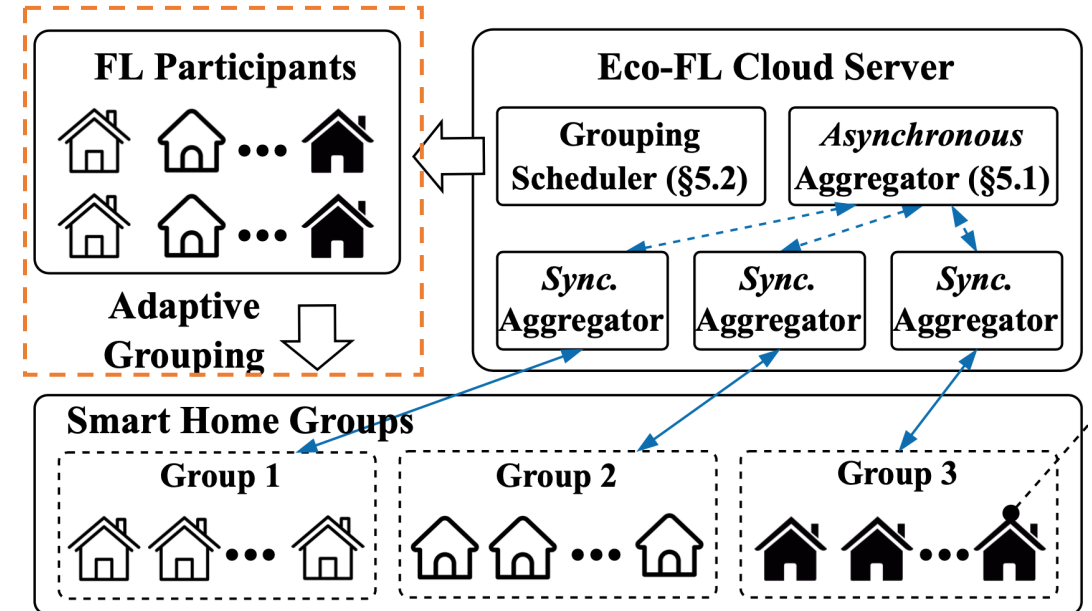 FL Participants
Adaptive
Grouping
Eco-FL Cloud Server
Grouping
Scheduler (§5.2)
Asynchronous
Aggregator (§5.1)
Sync.
Aggregator
Sync.
Aggregator
Sync.
Aggregator
Smart Home Groups
Group 1
Group 2
Group 3